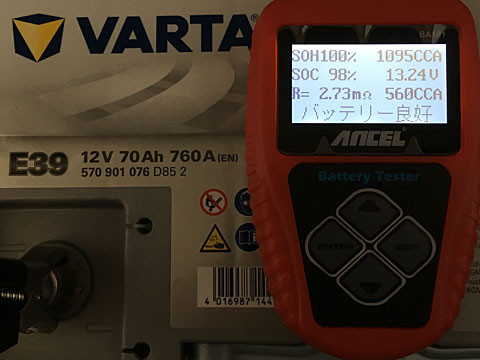 VARTA
E39 12V 70Ah 760A (EN)
570 901 076 D85 2
4 016987 144
BA101
SOH100% 1095CCA
SOC 98% 13.24V
R= 2.73mΩ 560CCA
バッテリー良好
ANCEL
Battery Tester
ENTER EXIT